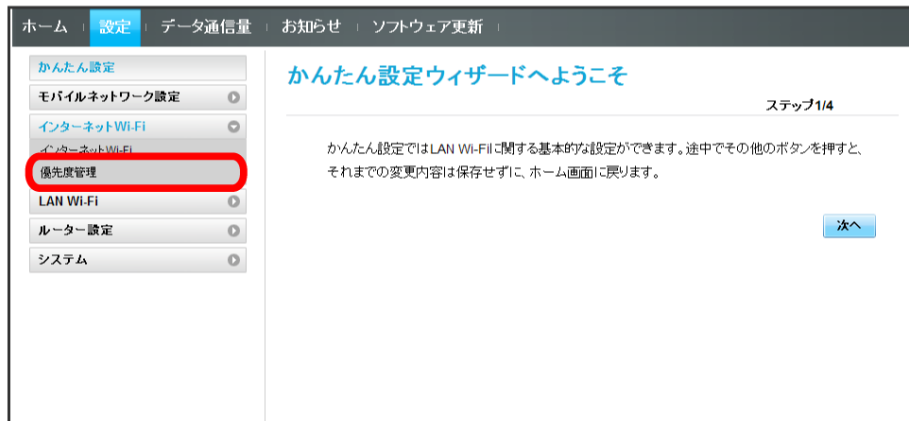 ホーム 設定 データ通信量 お知らせ ソフトウェア更新
かんたん設定
モバイルネットワーク設定
インターネットWi-Fi
インターネットWi-Fi
優先度管理
LAN Wi-Fi
ルーター設定
システム
かんたん設定ウィザードへようこそ
ステップ1/4
かんたん設定ではLAN Wi-Fiに関する基本的な設定ができます。途中でその他のボタンを押すと、
それまでの変更内容は保存せずに、ホーム画面に戻ります。
次へ